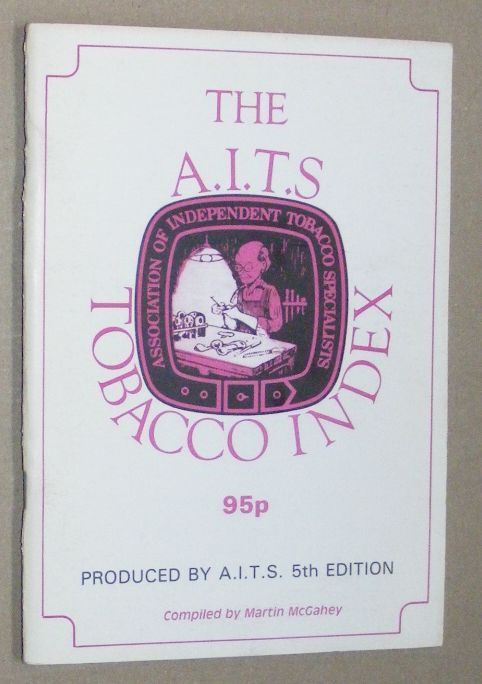 THE
A.I.T.S
ASSOCIATION OF INDEPENDENT TOBACCO SPECIALISTS
TOBACCO INDEX
95p
PRODUCED BY A.I.T.S. 5th EDITION
Compiled by Martin McGahey